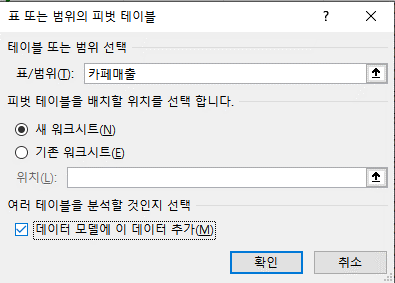 표 또는 범위의 피벗 테이블
?
테이블 또는 범위 선택
표/범위(T): 카페매출
피벗 테이블을 배치할 위치를 선택 합니다.
새 워크시트(N)
기존 워크시트(E)
위치(L):
여러 테이블을 분석할 것인지 선택
데이터 모델에 이 데이터 추가(M)
확인 취소